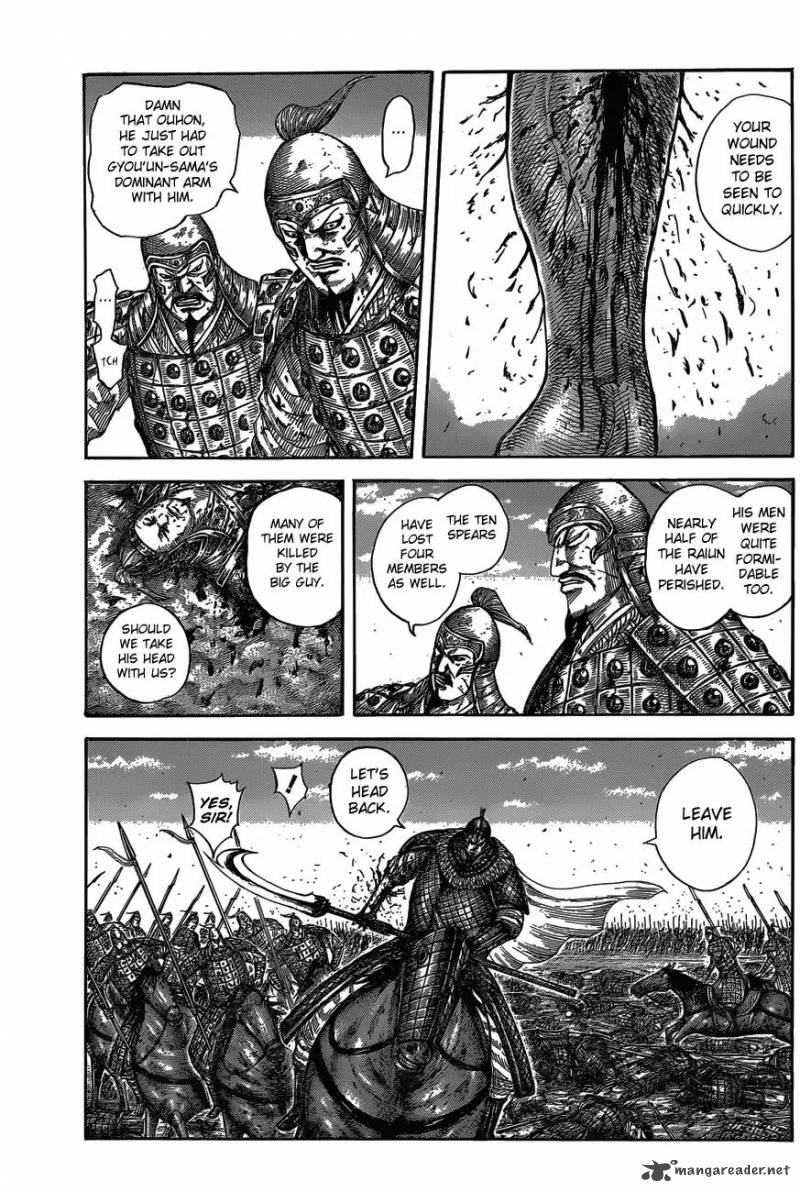 YOUR
WOUND
NEEDS
TO BE
SEEN TO
QUICKLY.
...
DAMN
THAT OUHON,
HE JUST HAD
TO TAKE OUT
GYOU'UN-SAMA'S
DOMINANT ARM
WITH HIM.
...
TCH
HIS MEN
WERE
QUITE
FORMI-
DABLE
TOO.
NEARLY
HALF OF
THE RAIUN
HAVE
PERISHED.
THE TEN
SPEARS
HAVE
LOST
FOUR
MEMBERS
AS WELL.
MANY OF
THEM WERE
KILLED
BY THE
BIG GUY.
SHOULD
WE TAKE
HIS HEAD
WITH US?
LEAVE
HIM.
LET'S
HEAD
BACK.
!
YES,
SIR!
mangareader.net